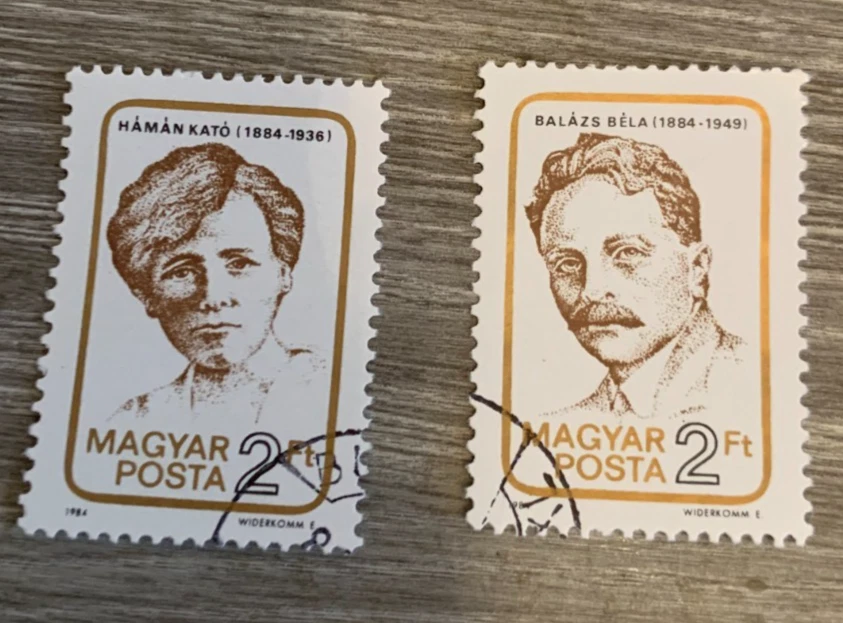 HÁMÁN KATÓ (1884-1936)
MAGYAR
POSTA 2 Ft
1984
WIDERKOMM E.
BALÁZS BÉLA (1884-1949)
MAGYAR
POSTA 2 Ft
WIDERKOMM E.